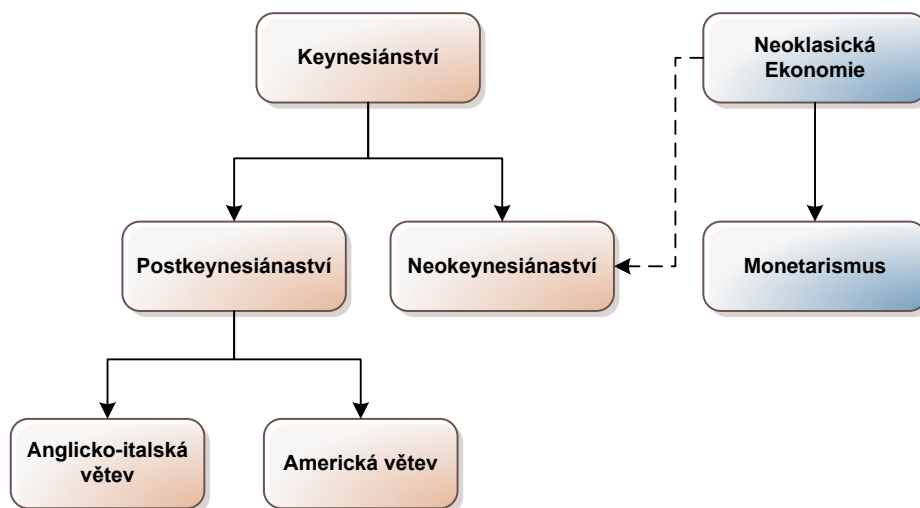 Keynesiánství
Neoklasická
Ekonomie
Postkeynesiánaství
Neokeynesiánaství
Monetarismus
Anglicko-italská
větev
Americká větev